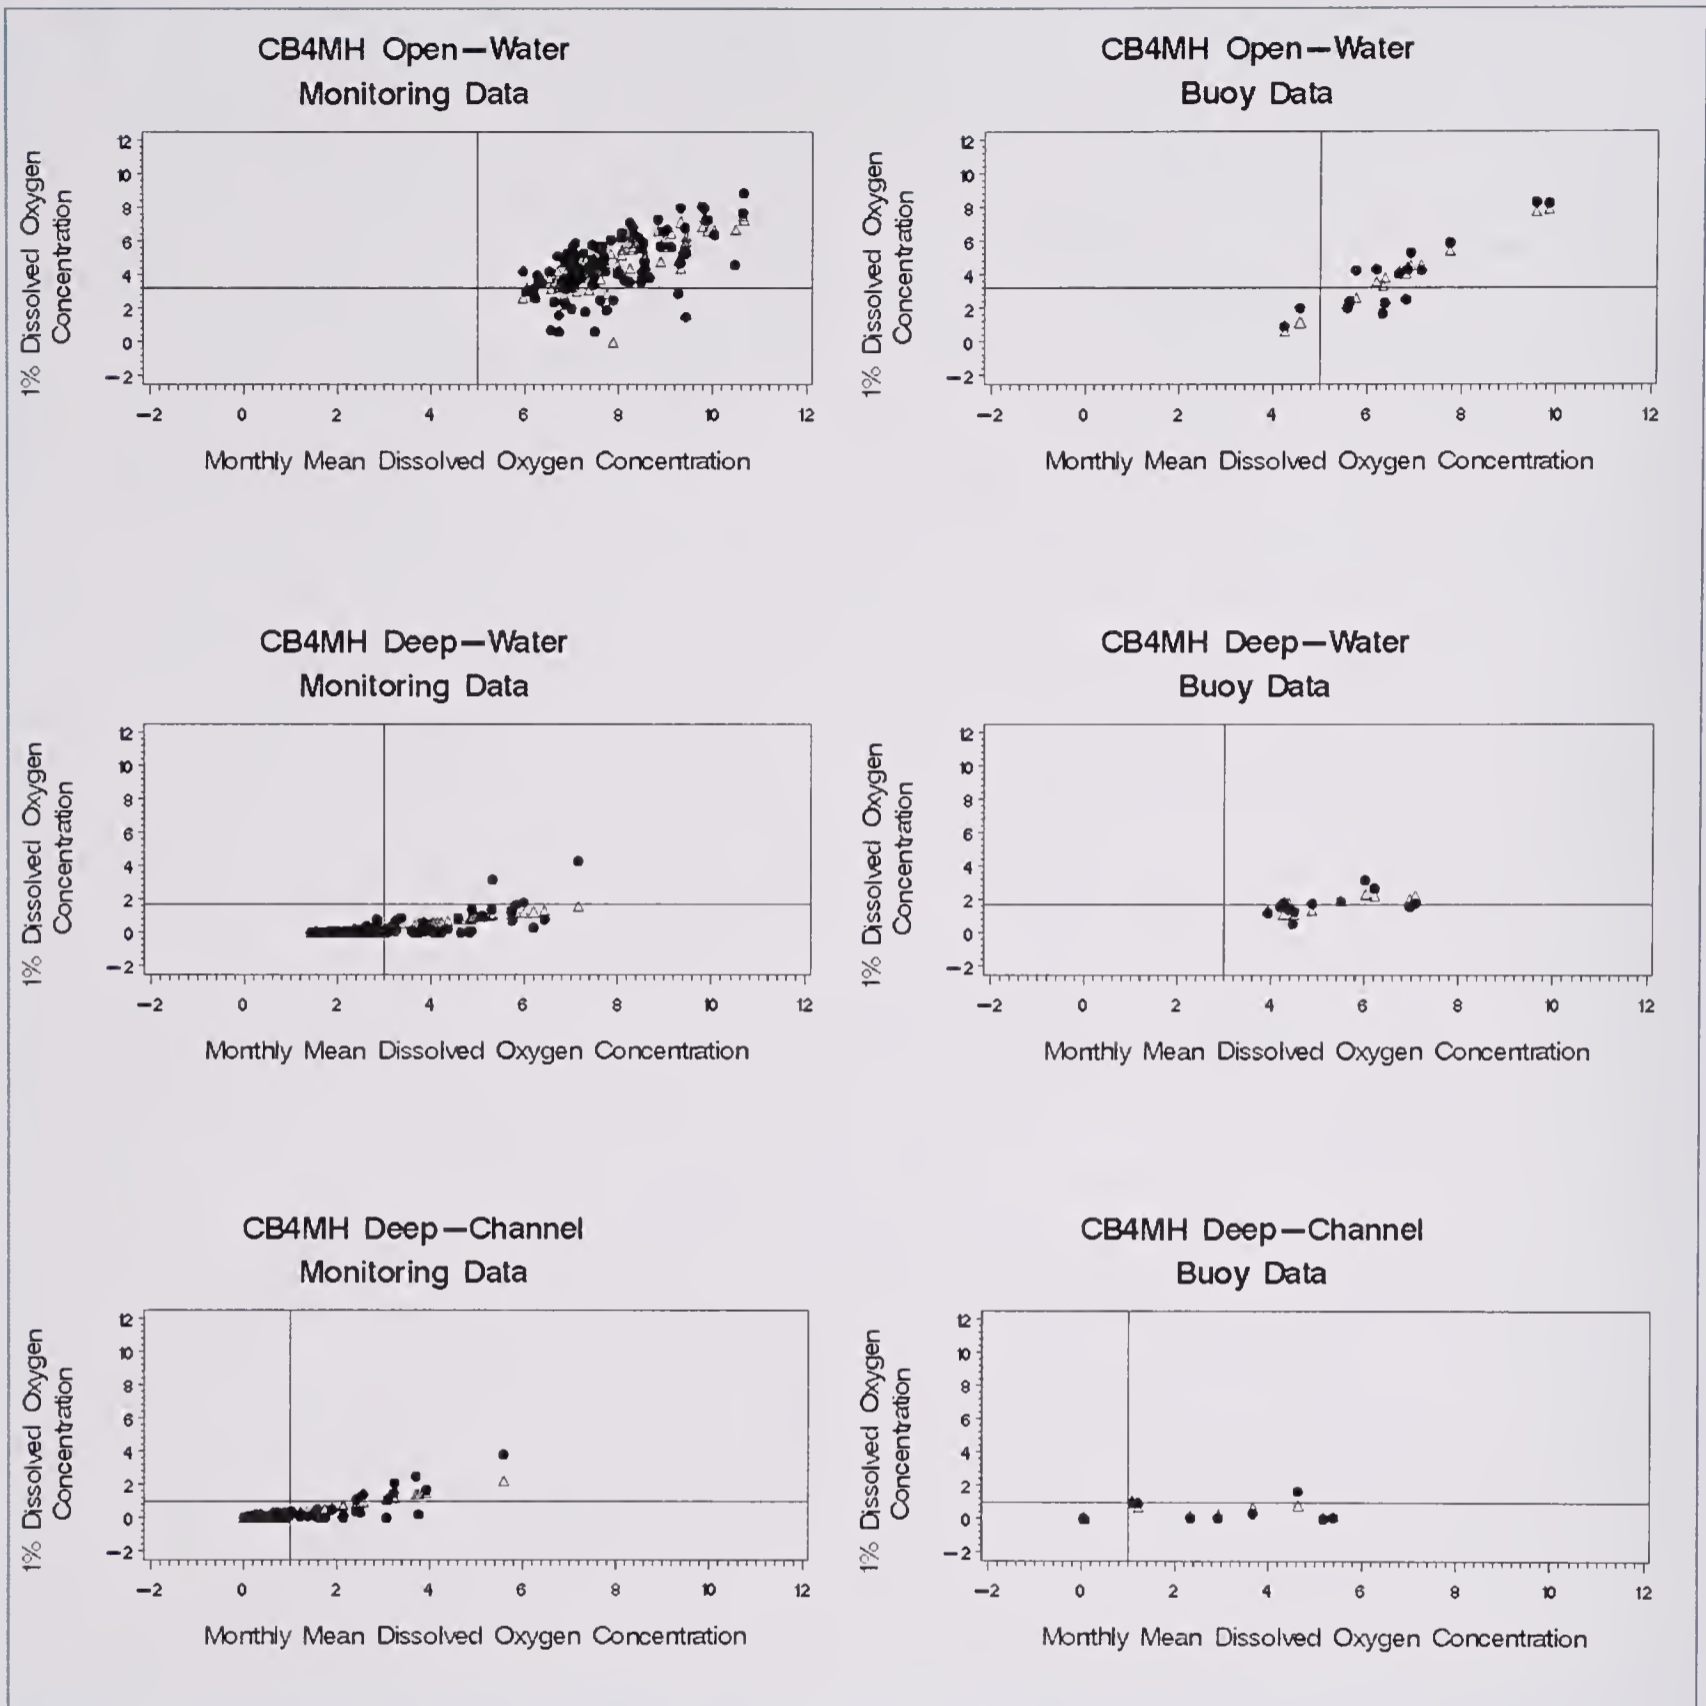 CB4MH Open—Water
Monitoring Data
1% Dissolved Oxygen
Concentration
12
10
8
6
4
2
0
—2
—2 0 2 4 6 8 10 12
Monthly Mean Dissolved Oxygen Concentration
CB4MH Open—Water
Buoy Data
1% Dissolved Oxygen
Concentration
12
10
8
6
4
2
0
—2
—2 0 2 4 6 8 10 12
Monthly Mean Dissolved Oxygen Concentration
CB4MH Deep—Water
Monitoring Data
1% Dissolved Oxygen
Concentration
12
10
8
6
4
2
0
—2
—2 0 2 4 6 8 10 12
Monthly Mean Dissolved Oxygen Concentration
CB4MH Deep—Water
Buoy Data
1% Dissolved Oxygen
Concentration
12
10
8
6
4
2
0
—2
—2 0 2 4 6 8 10 12
Monthly Mean Dissolved Oxygen Concentration
CB4MH Deep—Channel
Monitoring Data
1% Dissolved Oxygen
Concentration
12
10
8
6
4
2
0
—2
—2 0 2 4 6 8 10 12
Monthly Mean Dissolved Oxygen Concentration
CB4MH Deep—Channel
Buoy Data
1% Dissolved Oxygen
Concentration
12
10
8
6
4
2
0
—2
—2 0 2 4 6 8 10 12
Monthly Mean Dissolved Oxygen Concentration